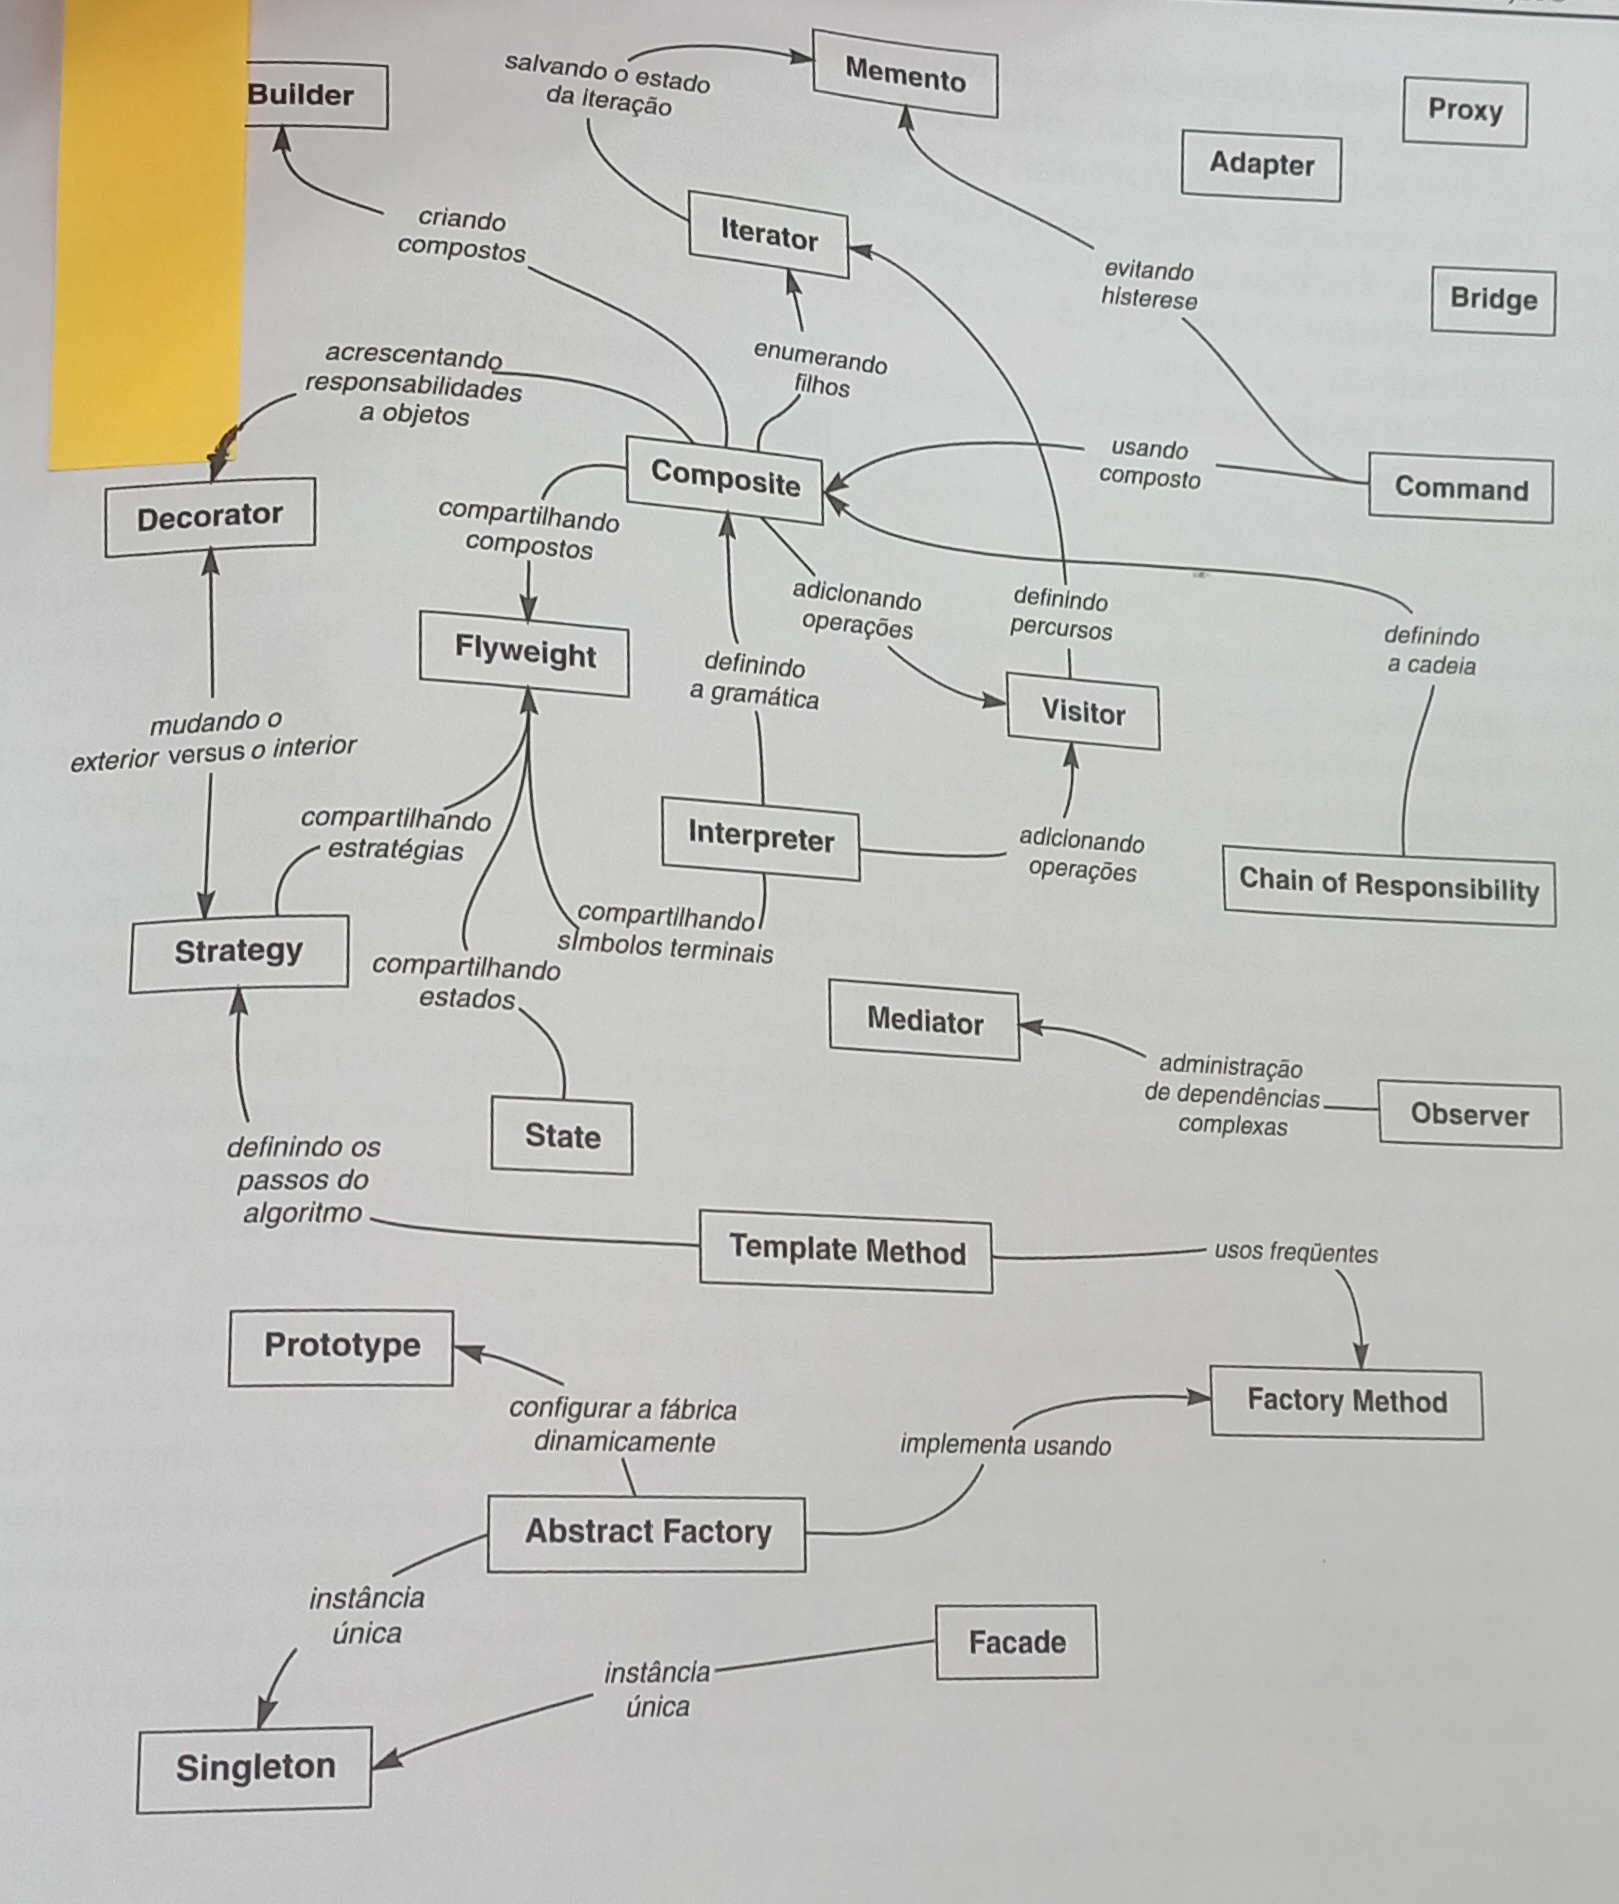 Builder
salvando o estado
da iteração
Memento
Proxy
Adapter
criando
compostos
Iterator
evitando
histerese
Bridge
acrescentando
responsabilidades
a objetos
enumerando
filhos
usando
composto
Composite
Command
Decorator
compartilhando
compostos
adicionando
operações
definindo
percursos
definindo
a cadeia
Flyweight
definindo
a gramática
Visitor
mudando o
exterior versus o interior
compartilhando
estratégias
Interpreter
adicionando
operações
Chain of Responsibility
compartilhando
símbolos terminais
Strategy
compartilhando
estados
Mediator
administração
de dependências
complexas
Observer
State
definindo os
passos do
algoritmo
Template Method
usos freqüentes
Prototype
configurar a fábrica
dinamicamente
Factory Method
implementa usando
Abstract Factory
instância
única
Facade
instância
única
Singleton